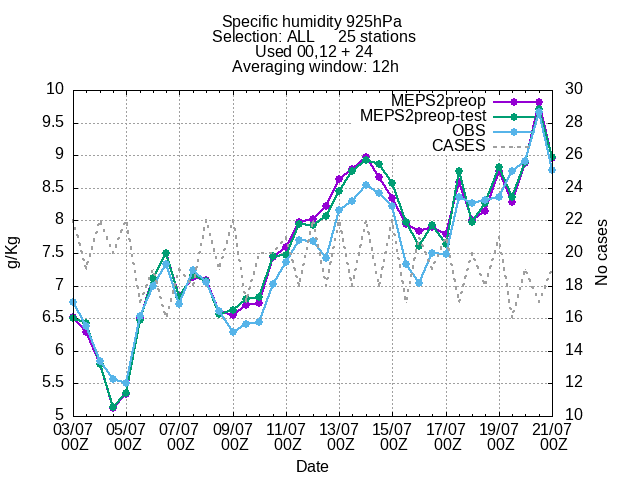 Specific humidity 925hPa
Selection: ALL 25 stations
Used 00,12 + 24
Averaging window: 12h
10 30
MEPS2preop
9.5 28
MEPS2preop-test
OBS
CASES
9 26
8.5 24
8 22
7.5 20
7 18
6.5 16
6 14
5.5 12
5 10
g/Kg
No cases
03/07 05/07 07/07 09/07 11/07 13/07 15/07 17/07 19/07 21/07
00Z 00Z 00Z 00Z 00Z 00Z 00Z 00Z 00Z 00Z
Date